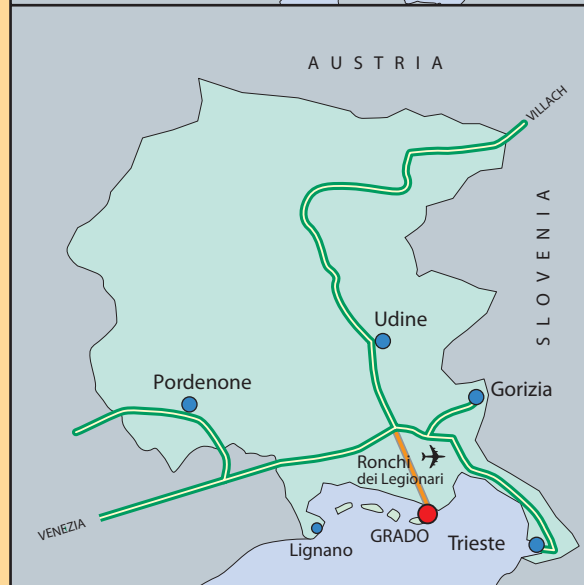 AUSTRIA
VILLACH
SLOVENIA
Udine
Pordenone
Gorizia
Ronchi
dei Legionari
VENEZIA
GRADO
Trieste
Lignano